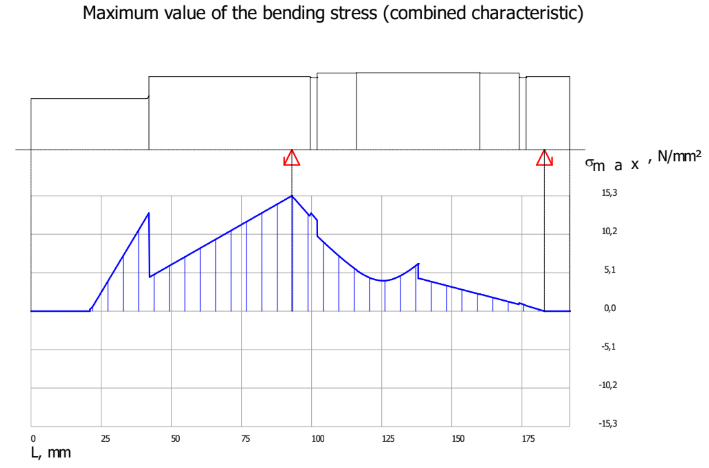 Maximum value of the bending stress (combined characteristic)
σm a x , N/mm²
15,3
10,2
5,1
0,0
-5,1
-10,2
-15,3
0 25 50 75 100 125 150 175
L, mm